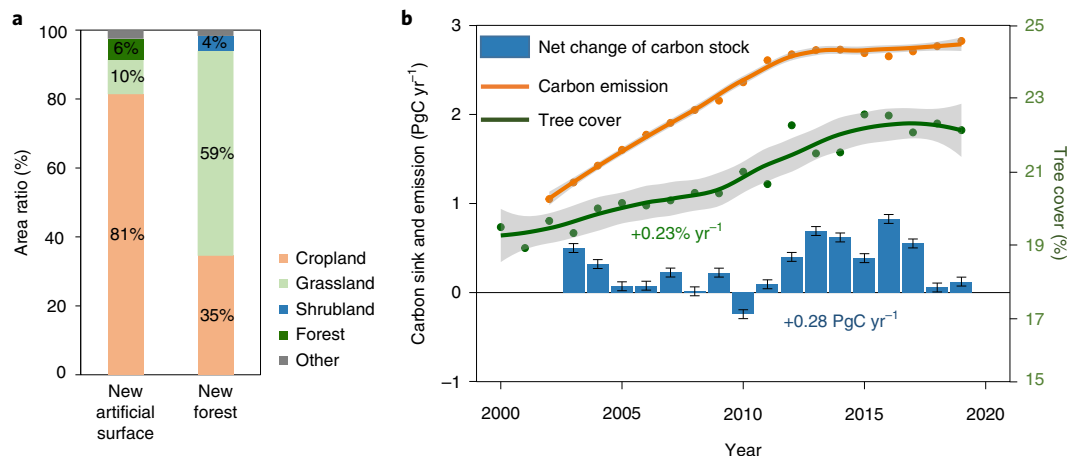 a
Area ratio (%)
100
80
60
40
20
0
6%
10%
81%
4%
59%
35%
New
artificial
surface
New
forest
Cropland
Grassland
Shrubland
Forest
Other
b
Carbon sink and emission (PgC yr⁻¹)
3
2
1
0
–1
Net change of carbon stock
Carbon emission
Tree cover
+0.23% yr⁻¹
+0.28 PgC yr⁻¹
25
23
21
19
17
15
Tree
cover (%)
2000
2005
2010
2015
2020
Year